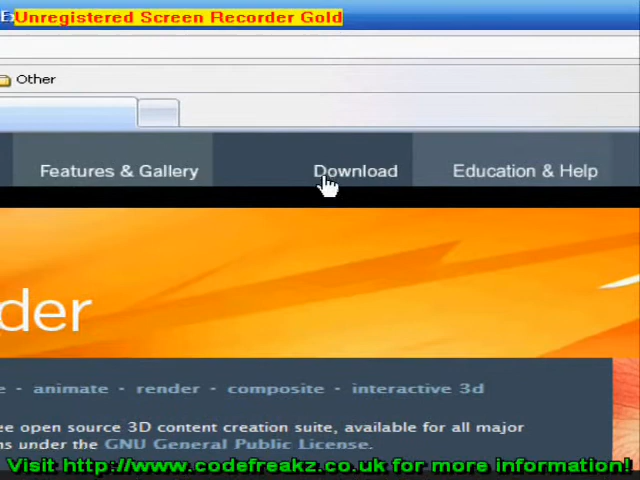 Unregistered Screen Recorder Gold
Other
Features & Gallery
Download
Education & Help
der
animate - render - composite - interactive 3d
open source 3D content creation suite, available for all major
under the GNU General Public License.
Visit http://www.codefreakz.co.uk for more information!